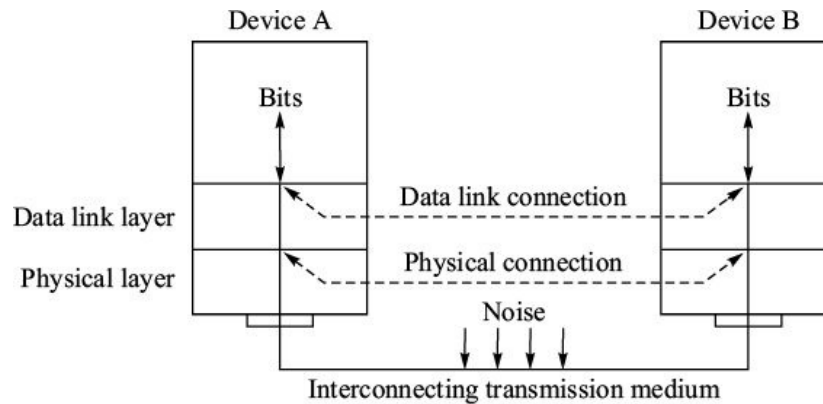 Device A
Device B
Bits
Bits
Data link layer
Data link connection
Physical layer
Physical connection
Noise
Interconnecting transmission medium